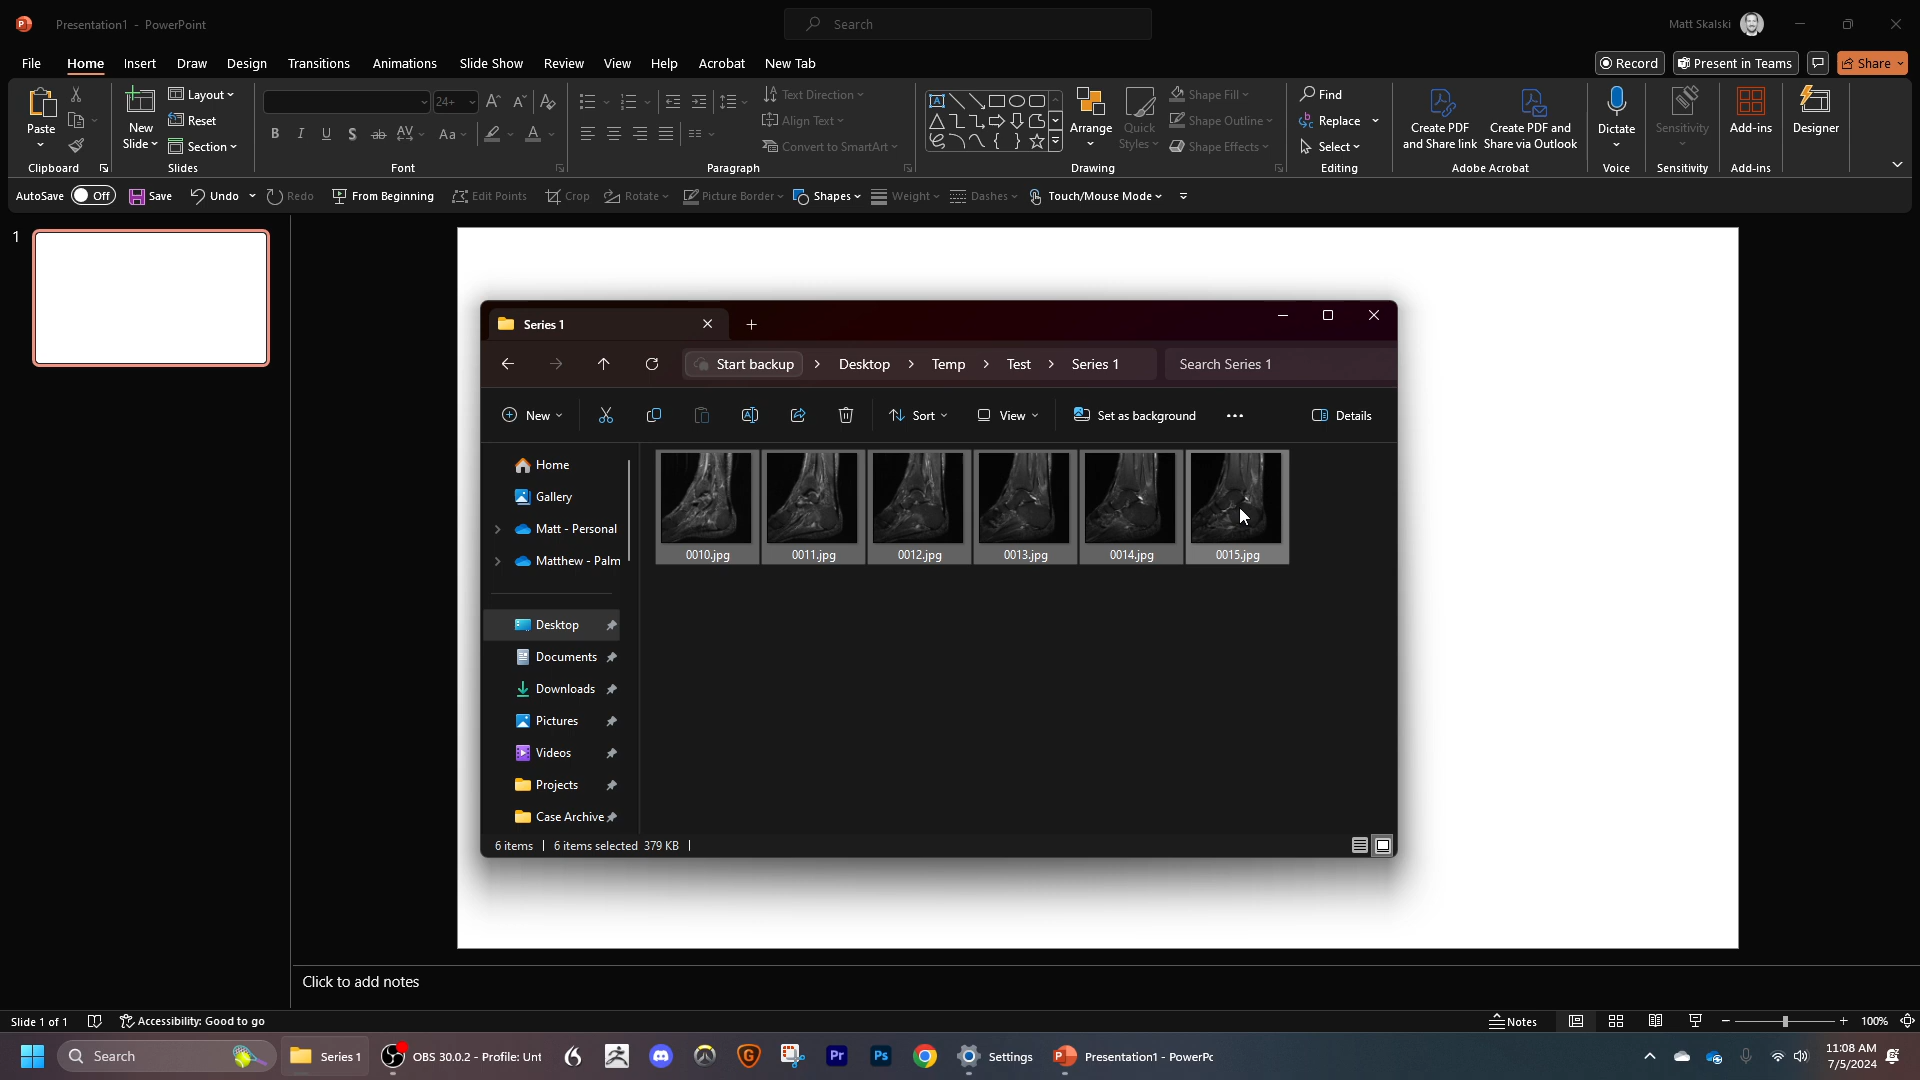 Presentation1 - PowerPoint
Search
Matt Skalski
File Home Insert Draw Design Transitions Animations Slide Show Review View Help Acrobat New Tab
Record Present in Teams Share
Paste
New
Slide
Layout
Reset
Section
24+
Text Direction
Align Text
Convert to SmartArt
Arrange
Quick
Styles
Shape Fill
Shape Outline
Shape Effects
Find
Replace
Select
Create PDF
and Share link
Create PDF and
Share via Outlook
Dictate
Sensitivity
Add-ins
Designer
Clipboard Slides Font Paragraph Drawing Editing Adobe Acrobat Voice Sensitivity Add-ins
AutoSave Off Save Undo Redo From Beginning Edit Points Crop Rotate Picture Border Shapes Weight Dashes Touch/Mouse Mode
1
Series 1
Start backup > Desktop > Temp > Test > Series 1
Search Series 1
New Sort View Set as background Details
Home
Gallery
Matt - Personal
Matthew - Palm
Desktop
Documents
Downloads
Pictures
Videos
Projects
Case Archive
0010.jpg 0011.jpg 0012.jpg 0013.jpg 0014.jpg 0015.jpg
6 items 6 items selected 379 KB
Click to add notes
Slide 1 of 1 Accessibility: Good to go Notes 100%
Search Series 1 OBS 30.0.2 - Profile: Unt Pr Ps Settings Presentation1 - PowerPc
11:08 AM
7/5/2024